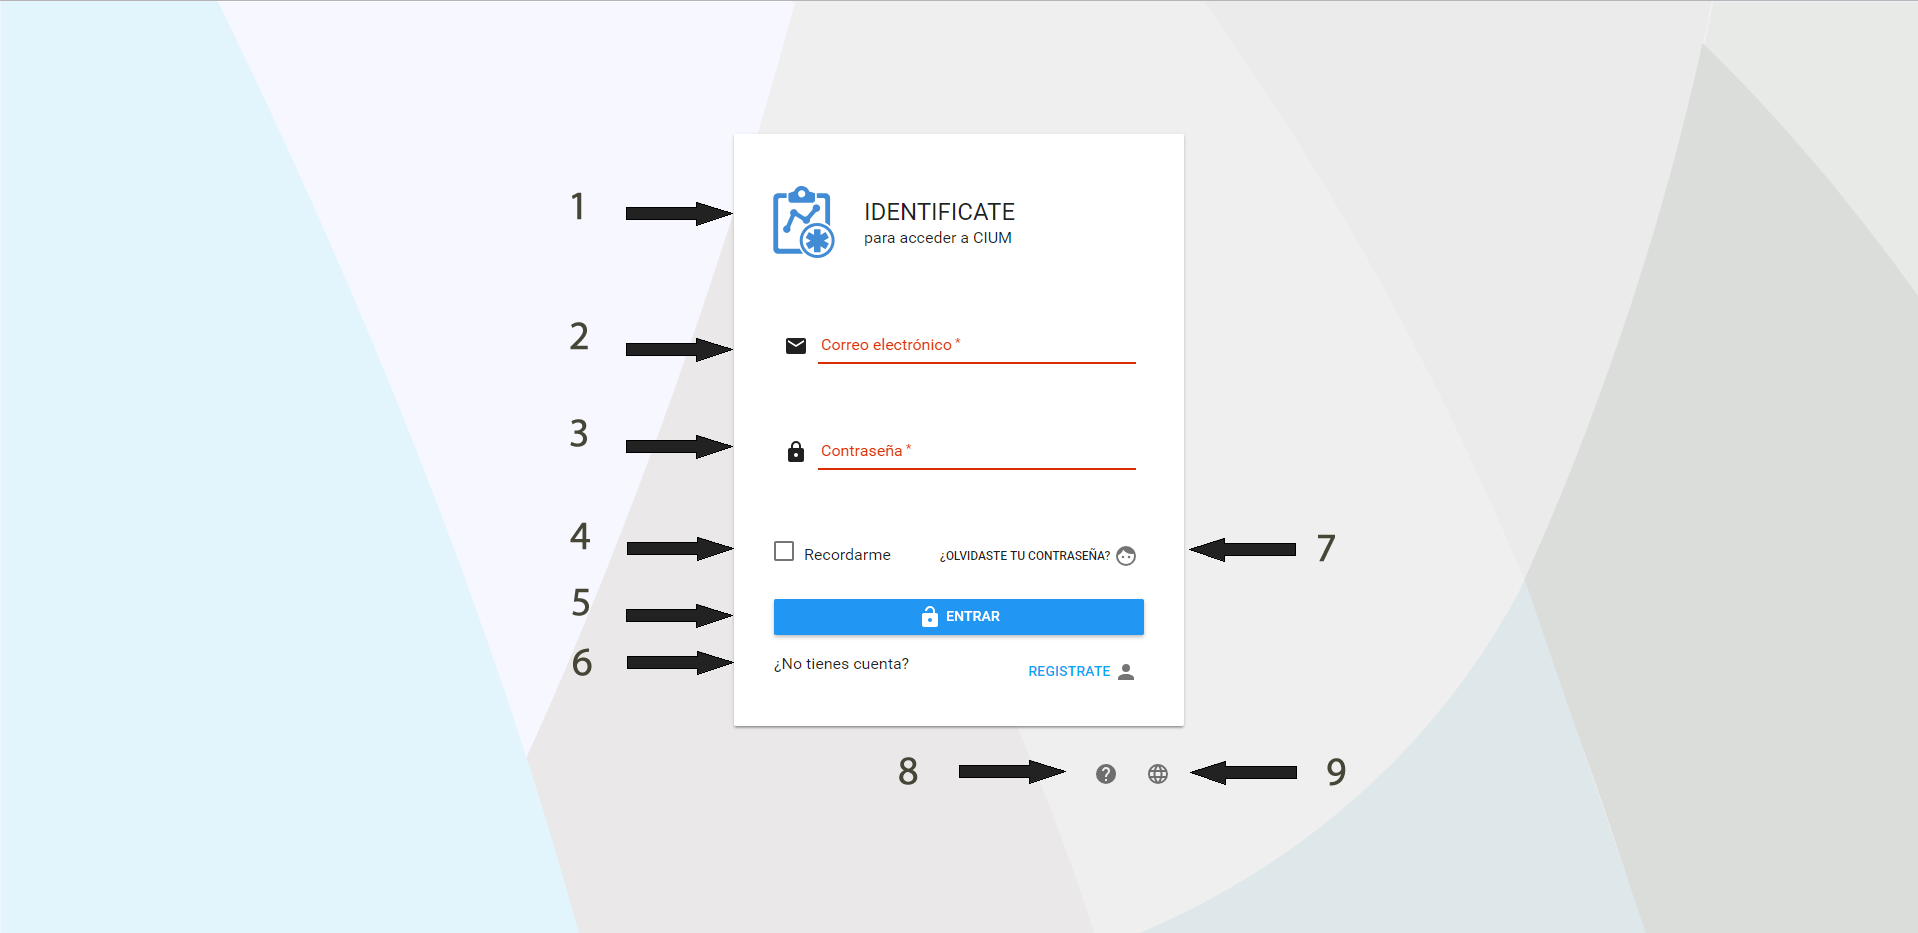 1
IDENTIFICATE
para acceder a CIUM
2
Correo electrónico *
3
Contraseña *
4
Recordarme
¿OLVIDASTE TU CONTRASEÑA?
7
5
ENTRAR
6
¿No tienes cuenta?
REGISTRATE
8
?
9